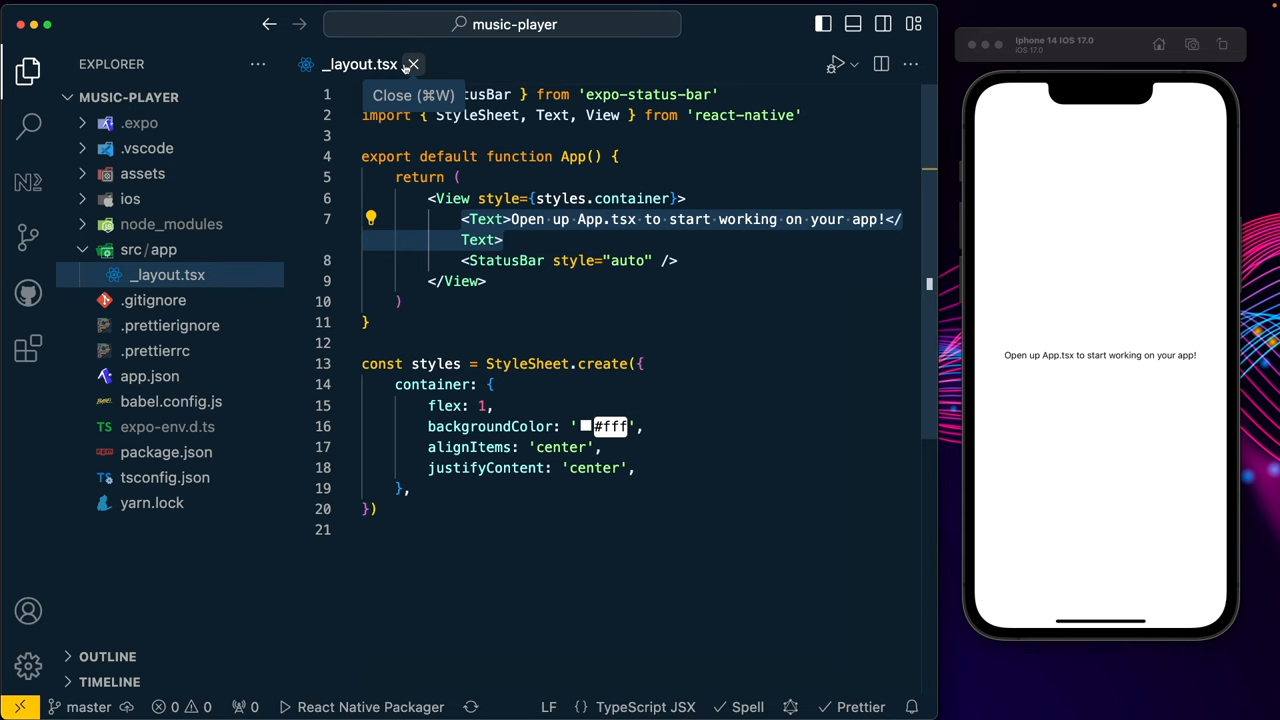 music-player
EXPLORER
MUSIC-PLAYER
.expo
.vscode
assets
ios
node_modules
src/app
_layout.tsx
.gitignore
.prettierignore
.prettierrc
app.json
babel.config.js
expo-env.d.ts
package.json
tsconfig.json
yarn.lock
OUTLINE
TIMELINE
_layout.tsx
Close (⌘W)
1 tusBar } from 'expo-status-bar'
2 import { StyleSheet, Text, View } from 'react-native'
3
4 export default function App() {
5 return (
6 <View style={styles.container}>
7 <Text>Open·up·App.tsx·to·start·working·on·your·app!</
Text>
8 <StatusBar style="auto" />
9 </View>
10 )
11 }
12
13 const styles = StyleSheet.create({
14 container: {
15 flex: 1,
16 backgroundColor: '#fff',
17 alignItems: 'center',
18 justifyContent: 'center',
19 },
20 })
21
master 0 0 0 React Native Packager LF {} TypeScript JSX Spell Prettier
Iphone 14 IOS 17.0
iOS 17.0
Open up App.tsx to start working on your app!